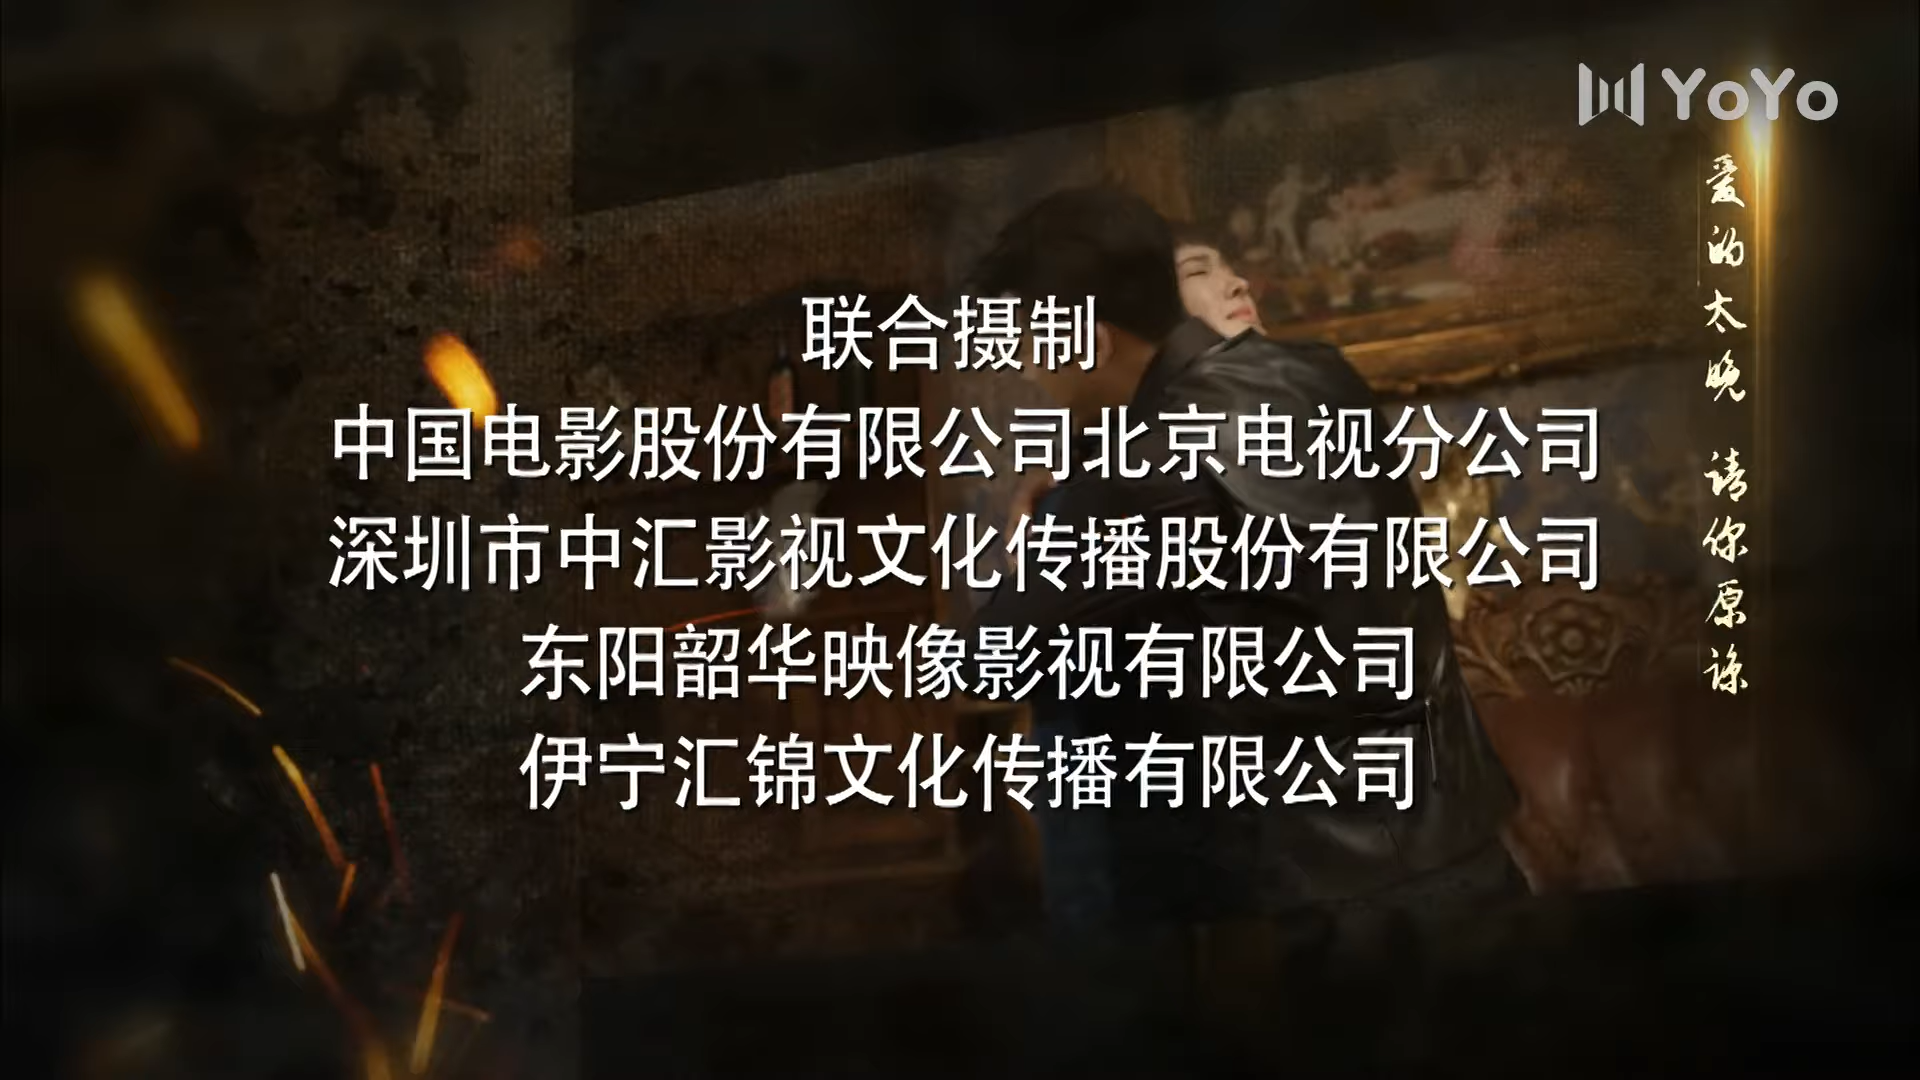 YoYo
联合摄制
中国电影股份有限公司北京电视分公司
深圳市中汇影视文化传播股份有限公司
东阳韶华映像影视有限公司
伊宁汇锦文化传播有限公司
爱的太晚 请你原谅